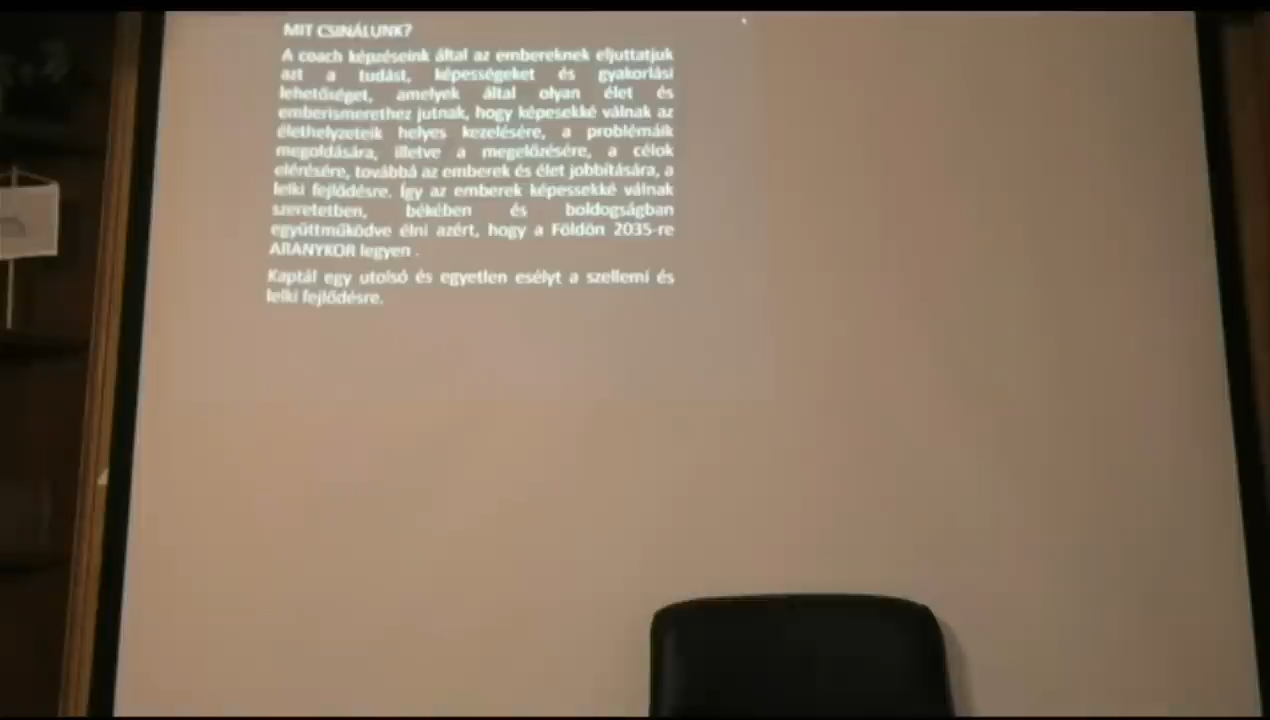 MIT CSINÁLUNK?
A coach képzéseink által az embereknek eljuttatjuk
azt a tudást, képességeket és gyakorlási
lehetőséget, amelyek által olyan élet és
emberismerethez jutnak, hogy képesekké válnak az
élethelyzeteik helyes kezelésére, a problémáik
megoldására, illetve a megelőzésére, a célok
elérésére, továbbá az emberek és élet jobbítására, a
lelki fejlődésre. Így az emberek képessekké válnak
szeretetben, békében és boldogságban
együttműködve élni azért, hogy a Földön 2035-re
ARANYKOR legyen .
Kaptál egy utolsó és egyetlen esélyt a szellemi és
lelki fejlődésre.